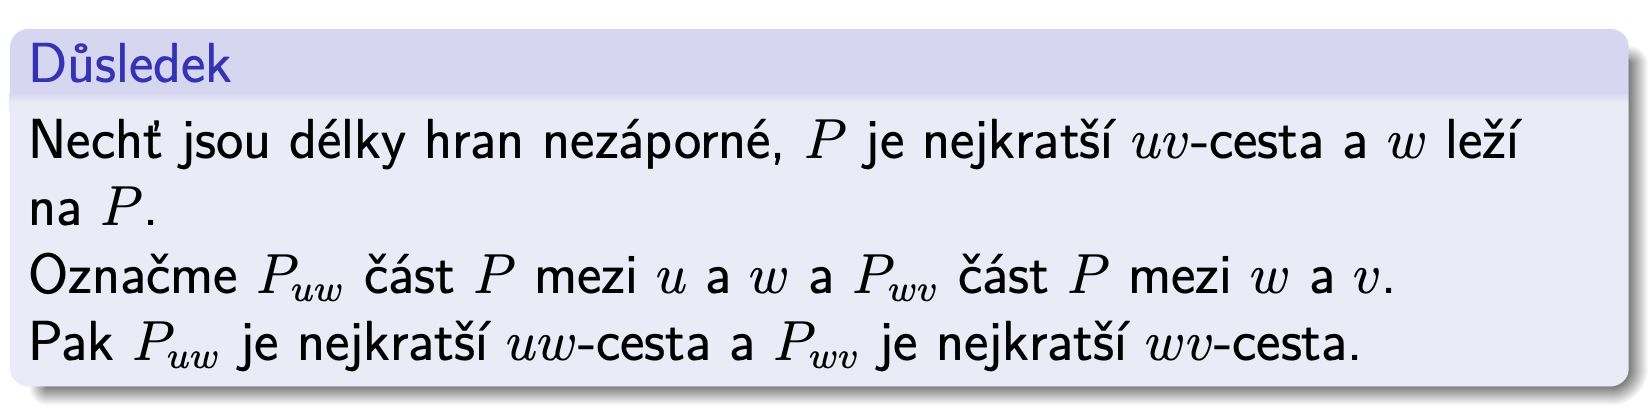 Důsledek
Nechť jsou délky hran nezáporné, P je nejkratší uv-cesta a w leží
na P.
Označme P_{uw} část P mezi u a w a P_{wv} část P mezi w a v.
Pak P_{uw} je nejkratší uw-cesta a P_{wv} je nejkratší wv-cesta.